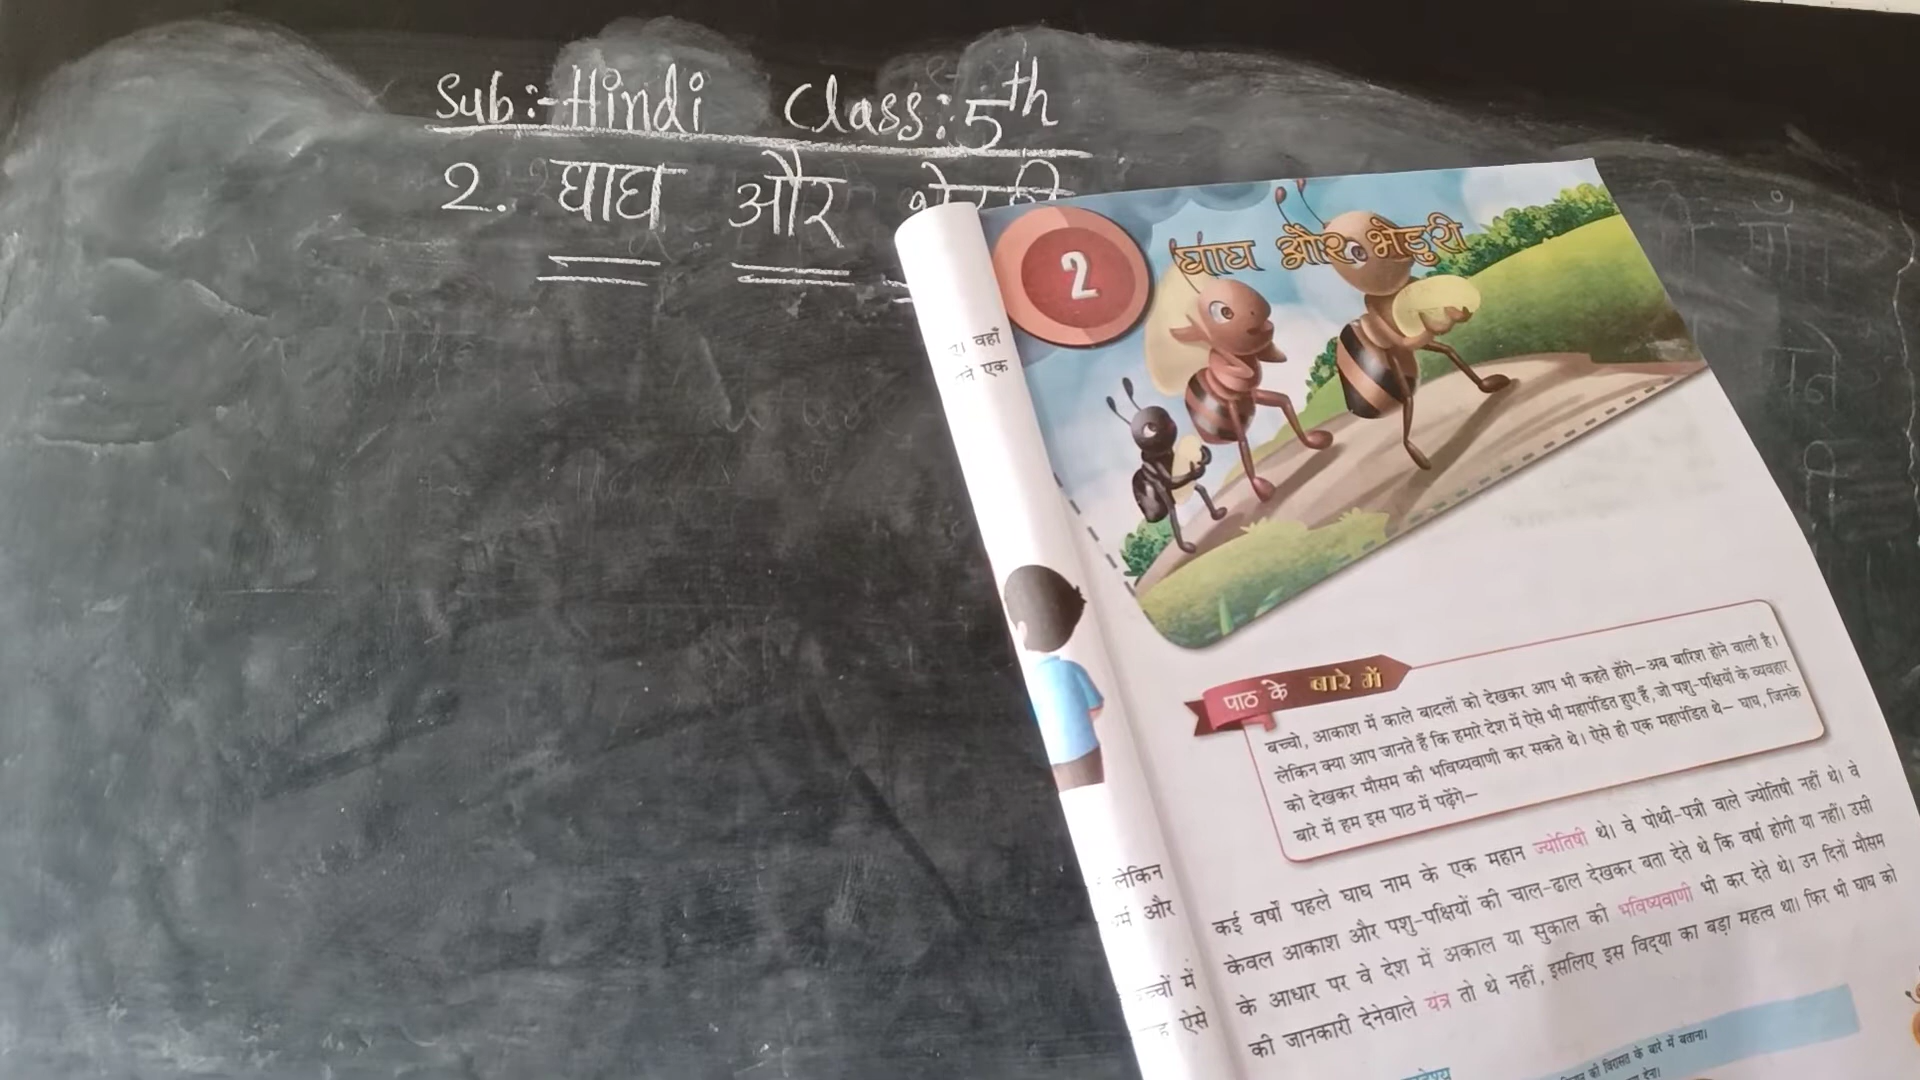 Sub:- Hindi Class: 5th
2. घाघ और
2
घाघ और भैडुरी
। वहाँ
एक
पाठ के बारे में
बच्चो, आकाश में काले बादलों को देखकर आप भी कहते होंगे–अब बारिश होने वाली है।
लेकिन क्या आप जानते हैं कि हमारे देश में ऐसे भी महापंडित हुए हैं, जो पशु-पक्षियों के व्यवहार
को देखकर मौसम की भविष्यवाणी कर सकते थे। ऐसे ही एक महापंडित थे– घाघ, जिनके
बारे में हम इस पाठ में पढ़ेंगे–
लेकिन
और
में
ऐसे
कई वर्षों पहले घाघ नाम के एक महान ज्योतिषी थे। वे पोथी-पत्री वाले ज्योतिषी नहीं थे। वे
केवल आकाश और पशु-पक्षियों की चाल-ढाल देखकर बता देते थे कि वर्षा होगी या नहीं। उसी
के आधार पर वे देश में अकाल या सुकाल की भविष्यवाणी भी कर देते थे। उन दिनों मौसम
की जानकारी देनेवाले यंत्र तो थे नहीं, इसलिए इस विद्या का बड़ा महत्व था। फिर भी घाघ को
की विरासत के बारे में बताना।
देना।